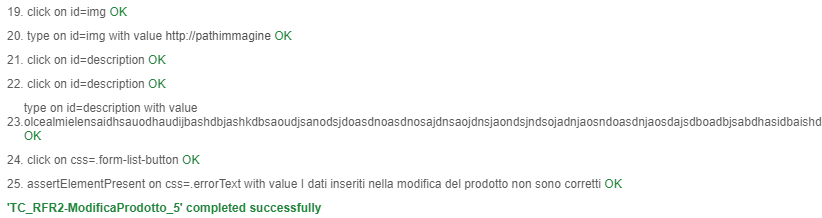 19. click on id=img OK
20. type on id=img with value http://pathimmagine OK
21. click on id=description OK
22. click on id=description OK
type on id=description with value
23.olcealmielensaidhsauodhaudijbashdbjashkdbsaoudjsanodsjdoasdnoasdnosajdnsaojdnsjaondsjndsojadnjaosndoasdnjaosdajsdboadbjsabdhasidbaishd
OK
24. click on css=.form-list-button OK
25. assertElementPresent on css=.errorText with value I dati inseriti nella modifica del prodotto non sono corretti OK
'TC_RFR2-ModificaProdotto_5' completed successfully